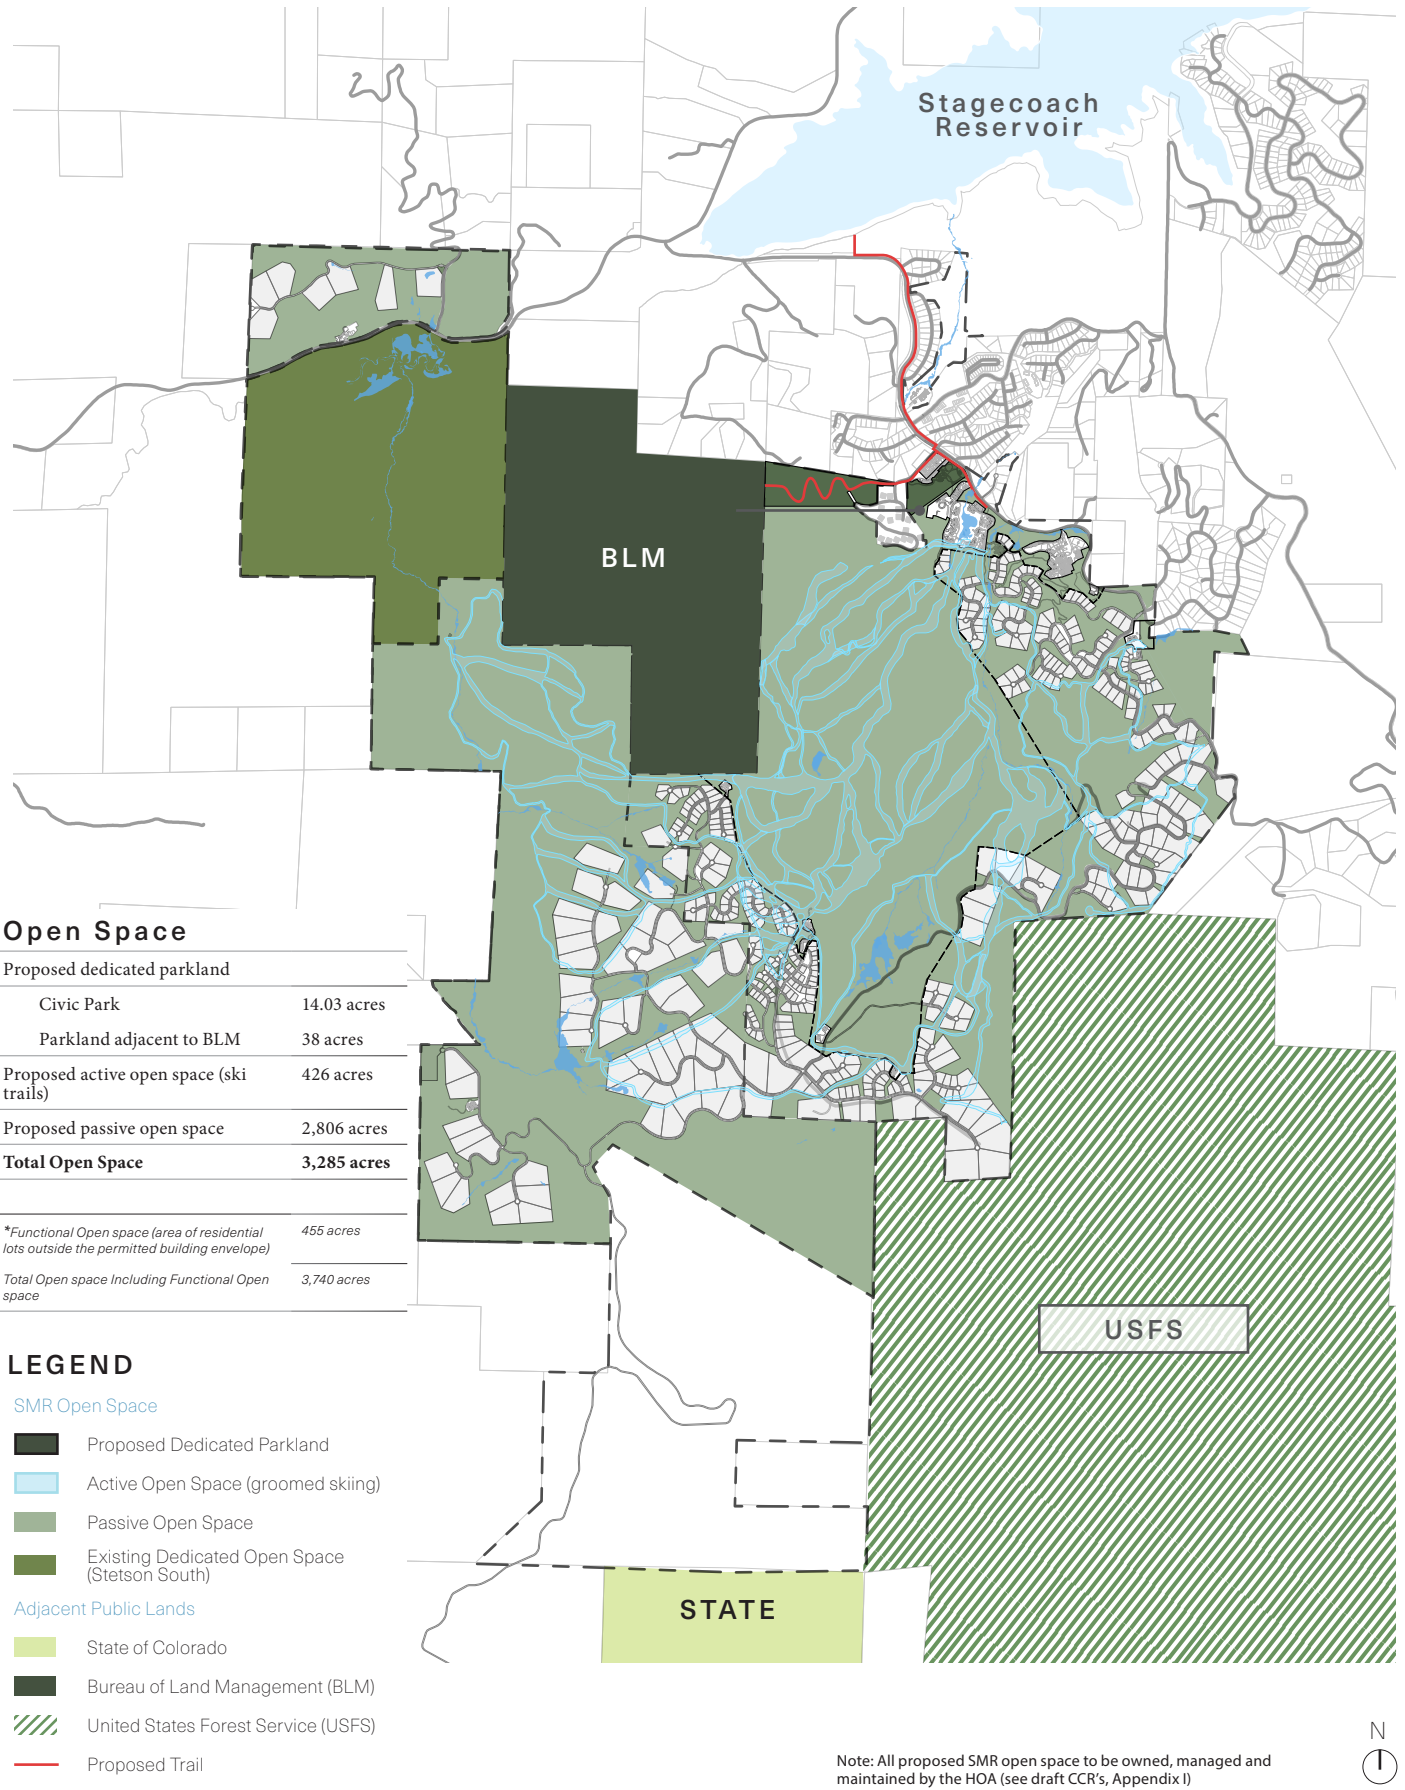 Stagecoach
Reservoir
BLM
Open Space
Proposed dedicated parkland
Civic Park 14.03 acres
Parkland adjacent to BLM 38 acres
Proposed active open space (ski 426 acres
trails)
Proposed passive open space 2,806 acres
Total Open Space 3,285 acres
*Functional Open space (area of residential 455 acres
lots outside the permitted building envelope)
Total Open space Including Functional Open 3,740 acres
space
USFS
LEGEND
SMR Open Space
Proposed Dedicated Parkland
Active Open Space (groomed skiing)
Passive Open Space
Existing Dedicated Open Space
(Stetson South)
Adjacent Public Lands
State of Colorado
Bureau of Land Management (BLM)
United States Forest Service (USFS)
Proposed Trail
STATE
N
Note: All proposed SMR open space to be owned, managed and
maintained by the HOA (see draft CCR's, Appendix I)